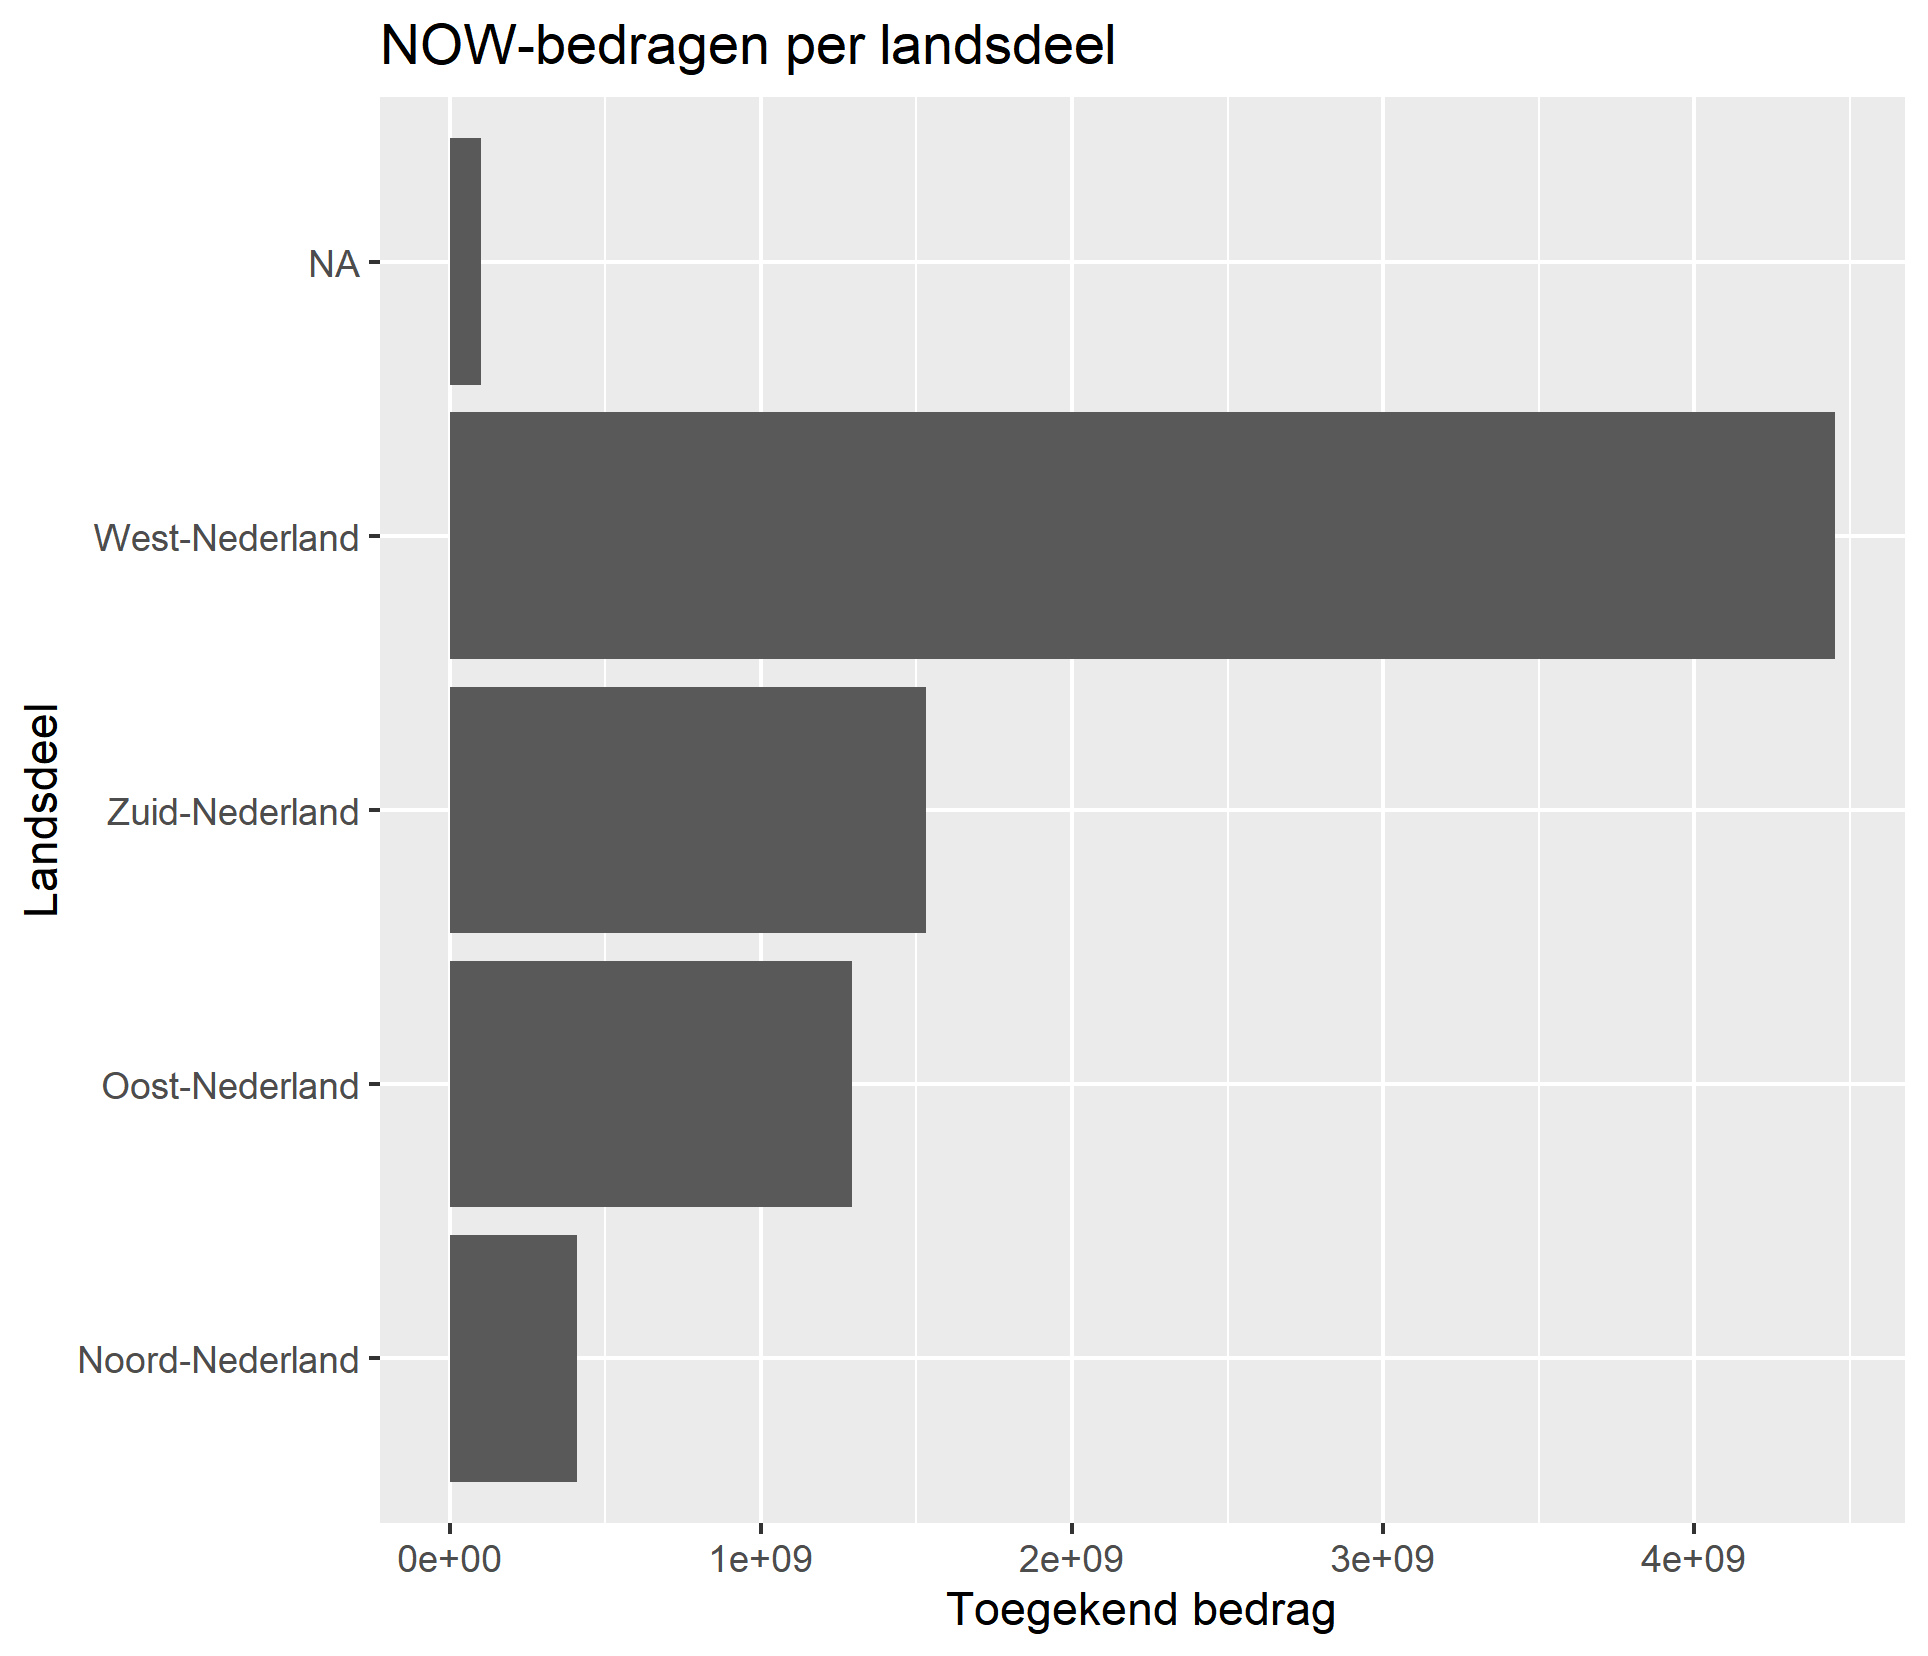 NOW-bedragen per landsdeel
NA
West-Nederland
Zuid-Nederland
Oost-Nederland
Noord-Nederland
Landsdeel
0e+00 1e+09 2e+09 3e+09 4e+09
Toegekend bedrag